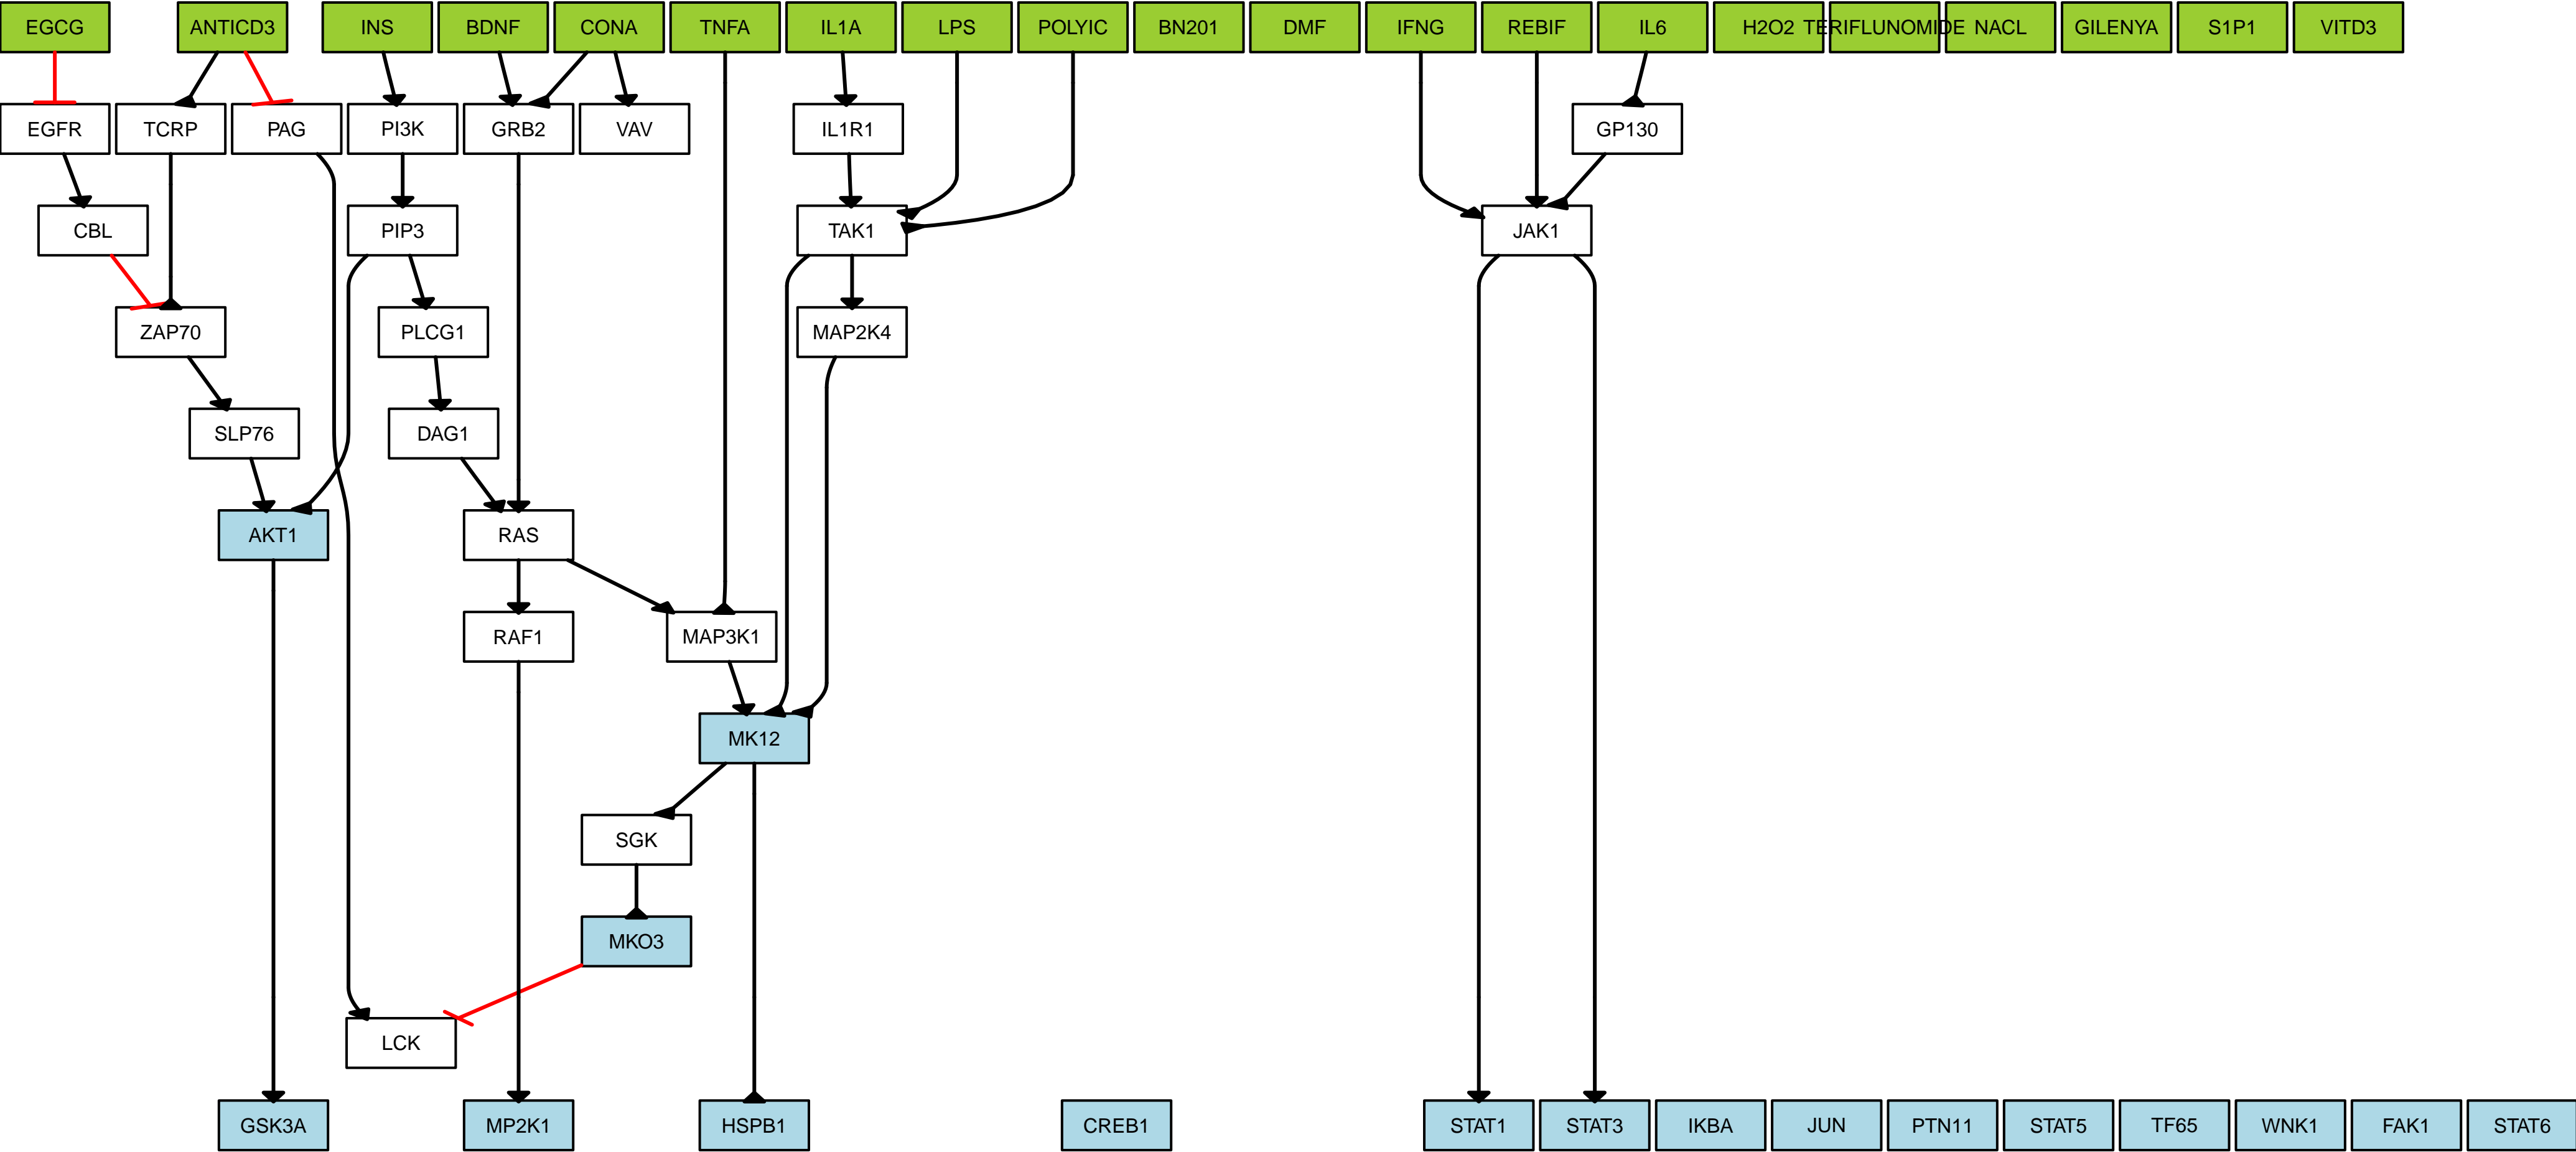 EGCG ANTICD3 INS BDNF CONA TNFA IL1A LPS POLYIC BN201 DMF IFNG REBIF IL6 H2O2 TERIFLUNOMIDE NACL GILENYA S1P1 VITD3
EGFR TCRP PAG PI3K GRB2 VAV IL1R1 GP130
CBL PIP3 TAK1 JAK1
ZAP70 PLCG1 MAP2K4
SLP76 DAG1
AKT1 RAS
RAF1 MAP3K1
MK12
SGK
MKO3
LCK
GSK3A MP2K1 HSPB1 CREB1 STAT1 STAT3 IKBA JUN PTN11 STAT5 TF65 WNK1 FAK1 STAT6